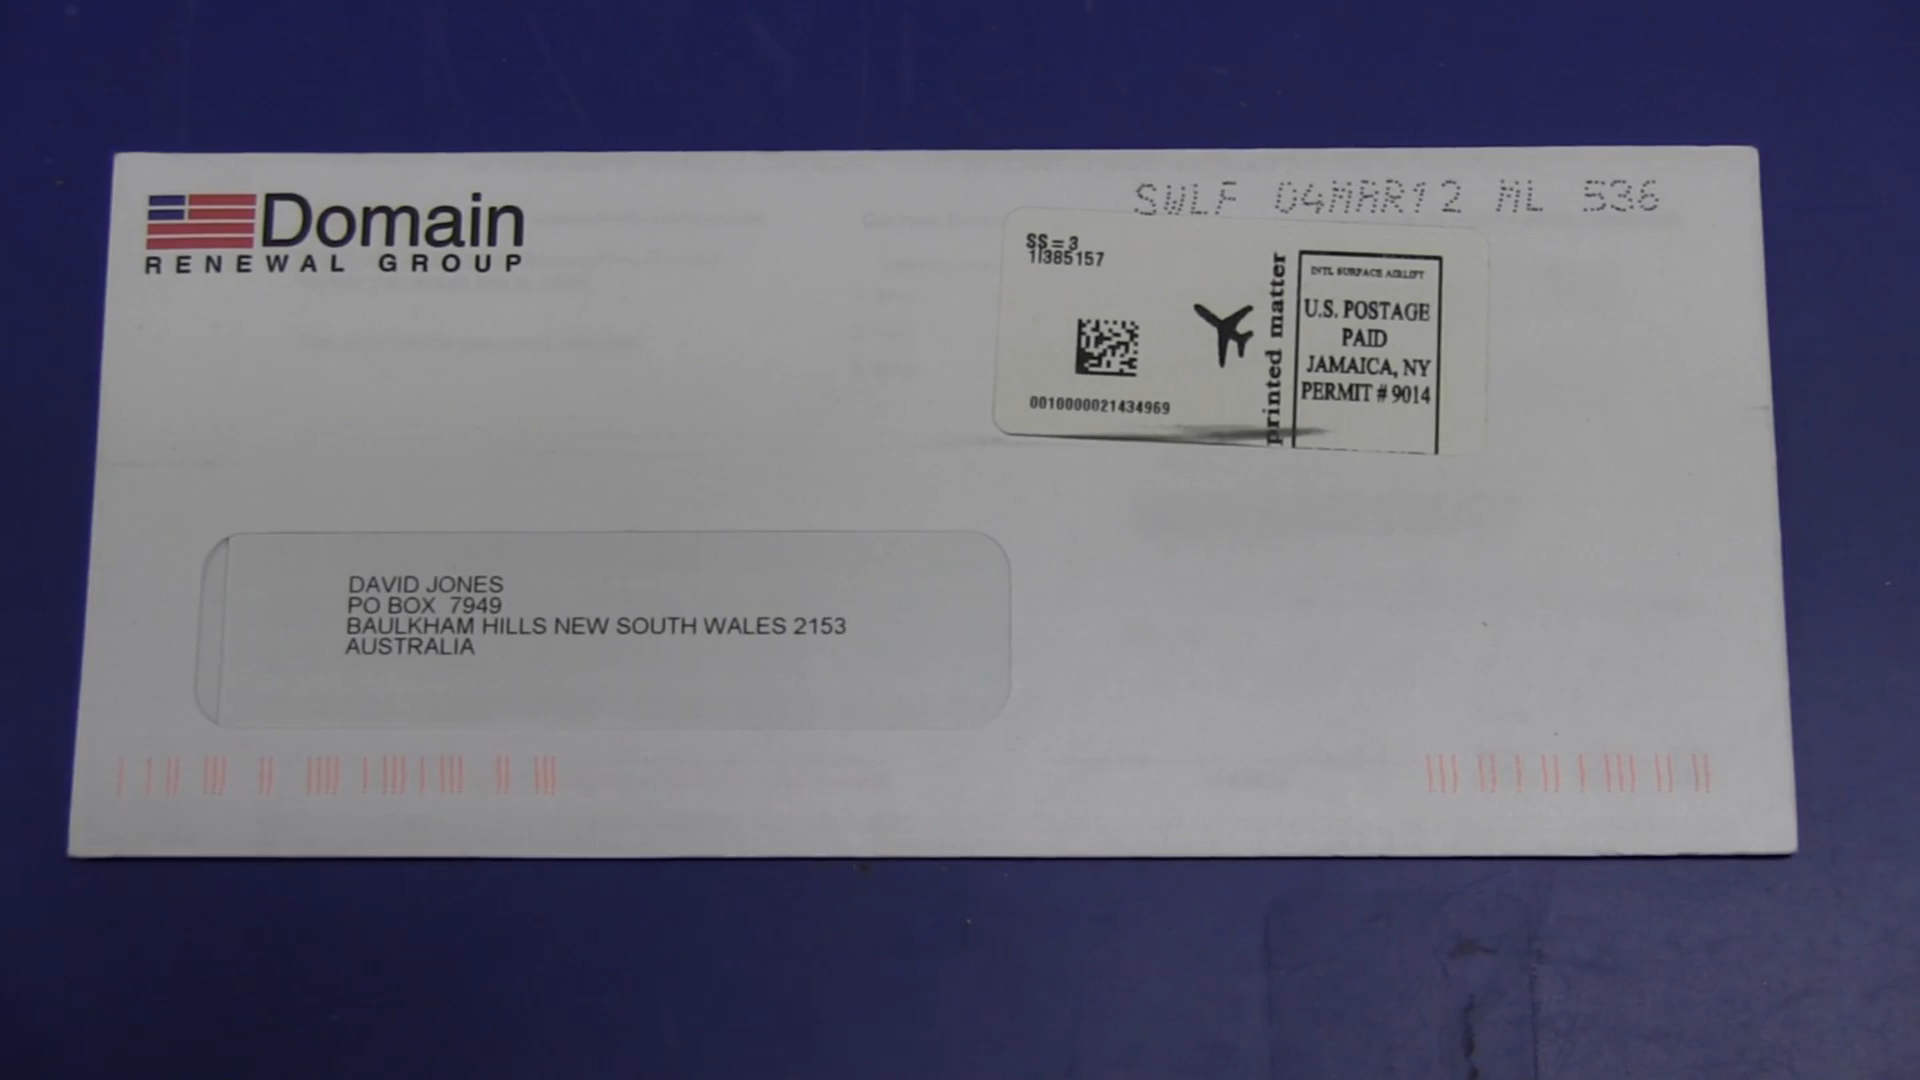 Domain
RENEWAL GROUP
SWLF 04MAR12 ML 536
SS=3
11385157
0010000021434969
printed matter
INTL SURFACE AIRLIFT
U.S. POSTAGE
PAID
JAMAICA, NY
PERMIT # 9014
DAVID JONES
PO BOX 7949
BAULKHAM HILLS NEW SOUTH WALES 2153
AUSTRALIA